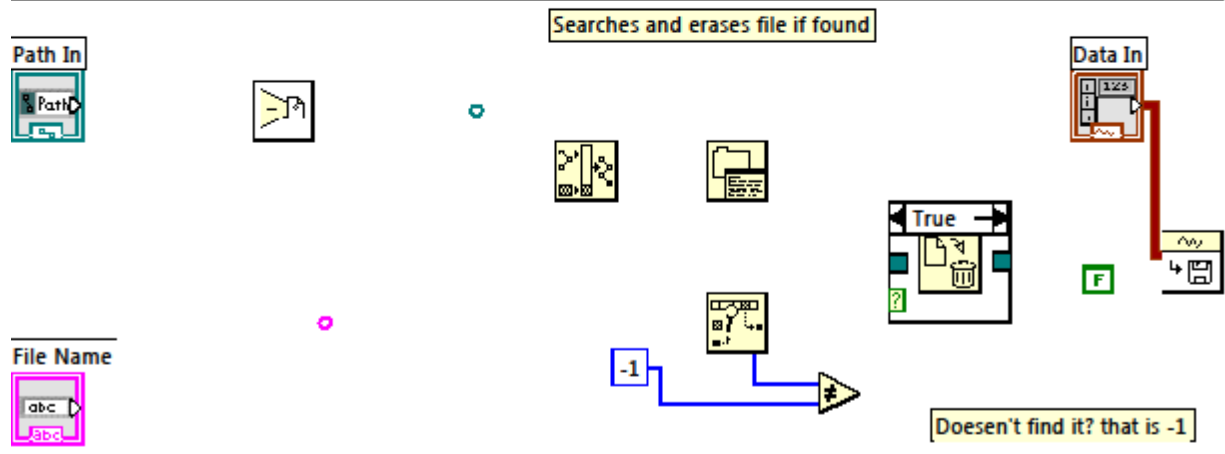 Searches and erases file if found
Path In
Path
Data In
123
True
F
?
File Name
abc
abc
-1
≠
Doesen't find it? that is -1